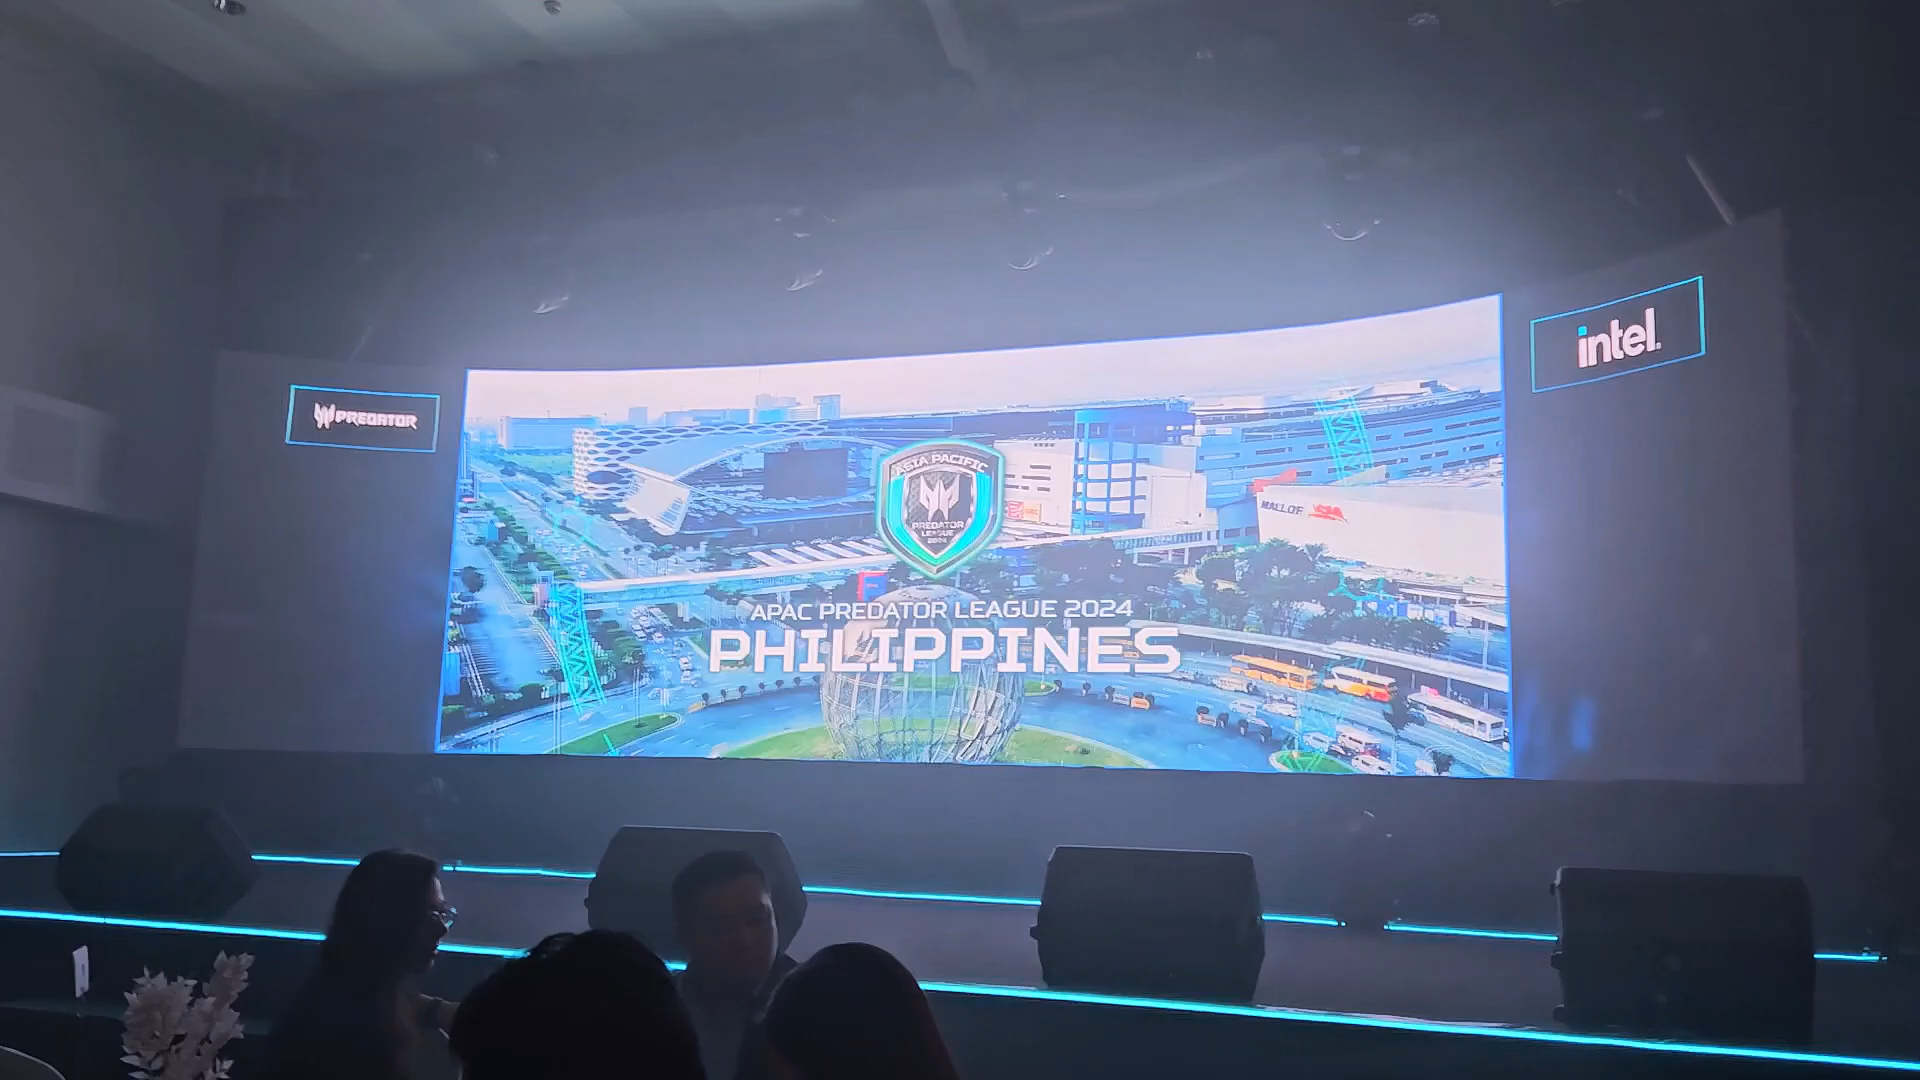 PREDATOR
intel.
ASIA PACIFIC
PREDATOR
LEAGUE
2024
MALL OF ASIA
APAC PREDATOR LEAGUE 2024
PHILIPPINES